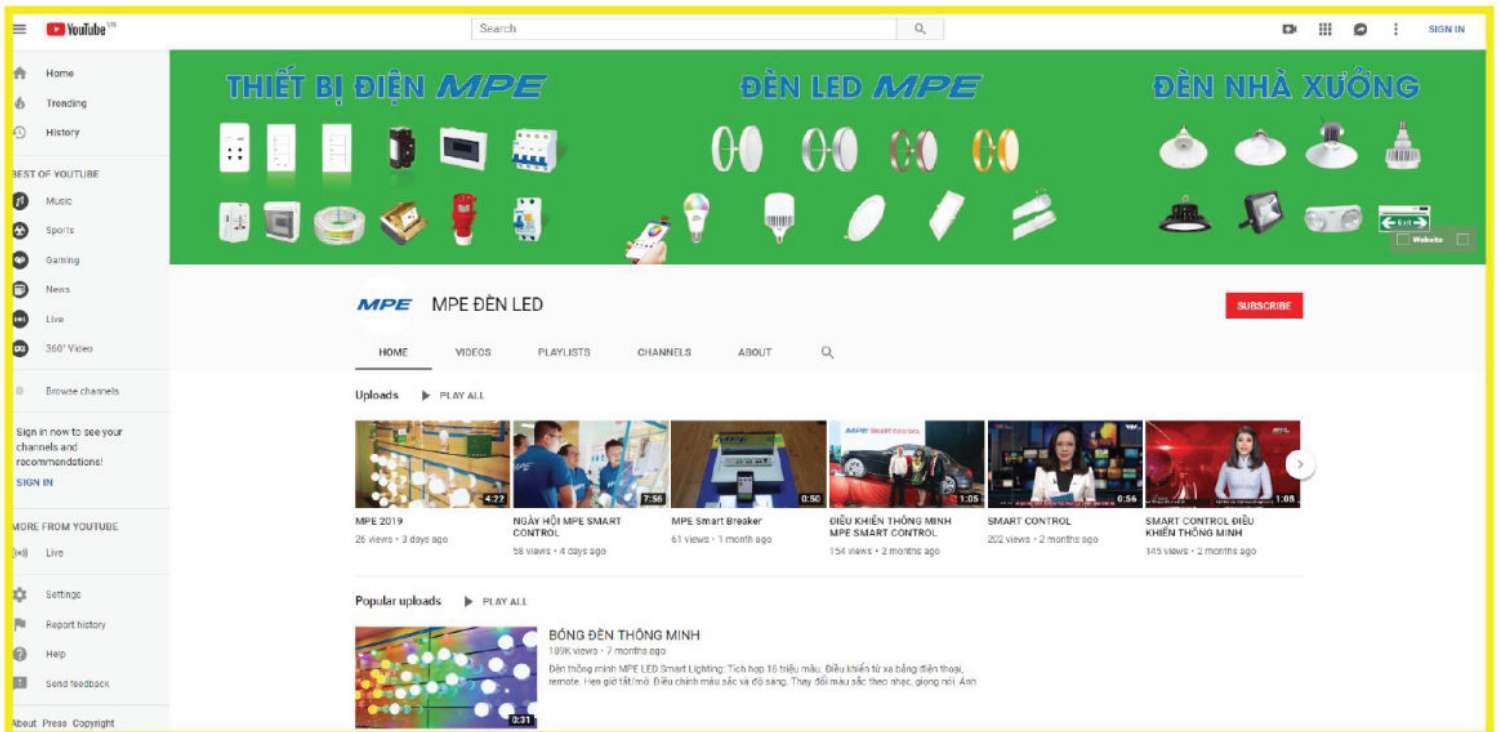 YouTube VN
Search
SIGN IN
Home
Trending
History
BEST OF YOUTUBE
Music
Sports
Gaming
News
Live
360° Video
Browse channels
Sign in now to see your
channels and
recommendations!
SIGN IN
MORE FROM YOUTUBE
Live
Settings
Report history
Help
Send feedback
About Press Copyright
THIẾT BỊ ĐIỆN MPE
ĐÈN LED MPE
ĐÈN NHÀ XƯỞNG
EXIT
Website
MPE MPE ĐÈN LED
SUBSCRIBE
HOME VIDEOS PLAYLISTS CHANNELS ABOUT
Uploads PLAY ALL
4:22
MPE 2019
26 views • 3 days ago
MPE
7:56
NGÀY HỘI MPE SMART
CONTROL
58 views • 4 days ago
MPE
0:50
MPE Smart Breaker
61 views • 1 month ago
MPE SMART CONTROL
1:05
ĐIỀU KHIỂN THÔNG MINH
MPE SMART CONTROL
154 views • 2 months ago
0:56
SMART CONTROL
202 views • 2 months ago
1:08
SMART CONTROL ĐIỀU
KHIỂN THÔNG MINH
145 views • 2 months ago
Popular uploads PLAY ALL
0:31
BÓNG ĐÈN THÔNG MINH
189K views • 7 months ago
Đèn thông minh MPE LED Smart Lighting: Tích hợp 16 triệu màu. Điều khiển từ xa bằng điện thoại,
remote. Hẹn giờ tắt/mở. Điều chỉnh màu sắc và độ sáng. Thay đổi màu sắc theo nhạc, giọng nói. Ánh